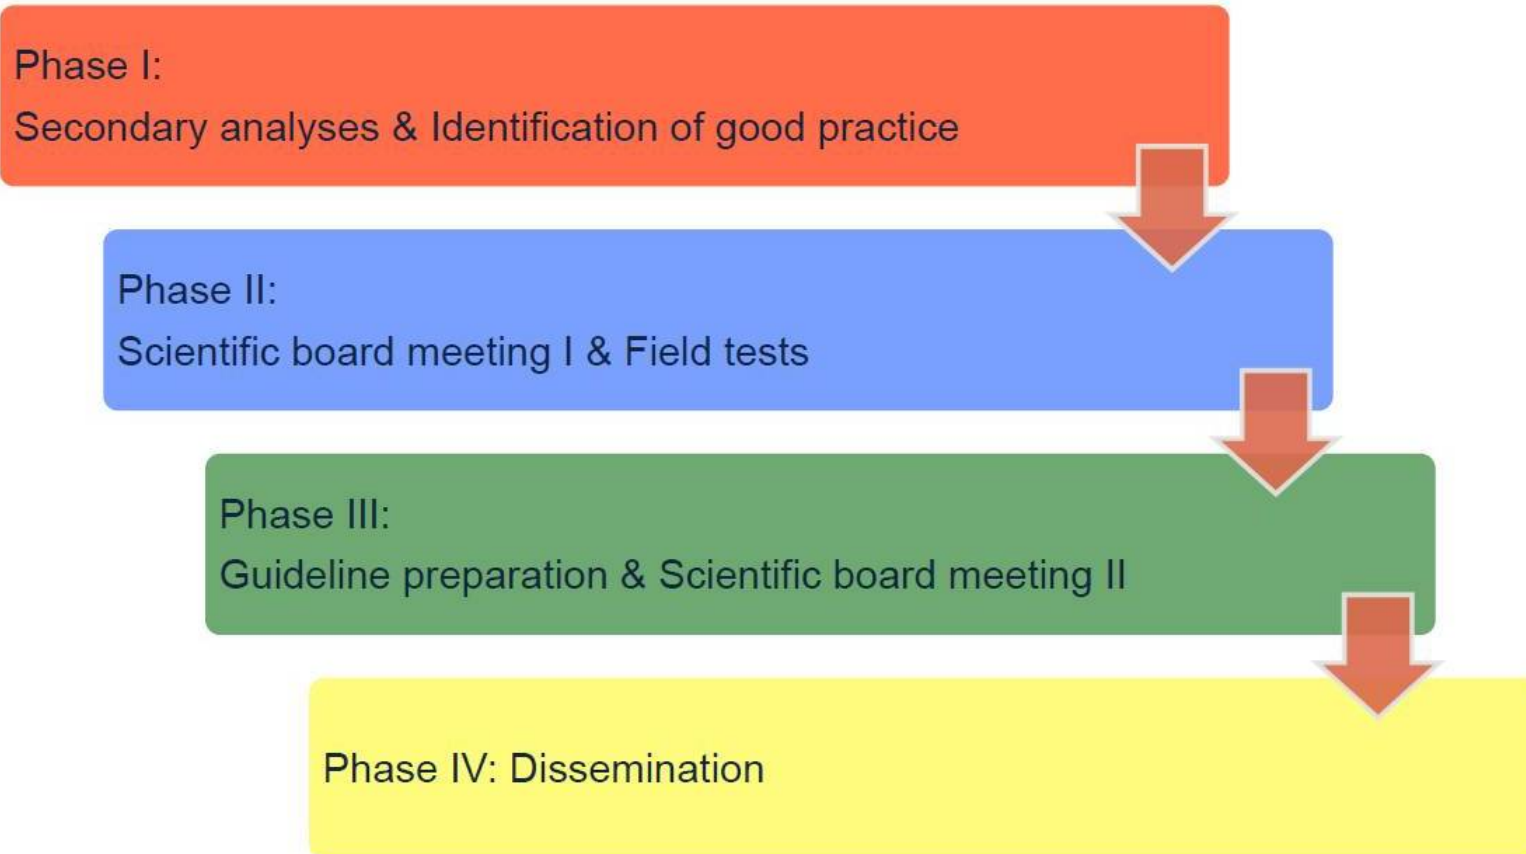 Phase I:
Secondary analyses & Identification of good practice
Phase II:
Scientific board meeting I & Field tests
Phase III:
Guideline preparation & Scientific board meeting II
Phase IV: Dissemination